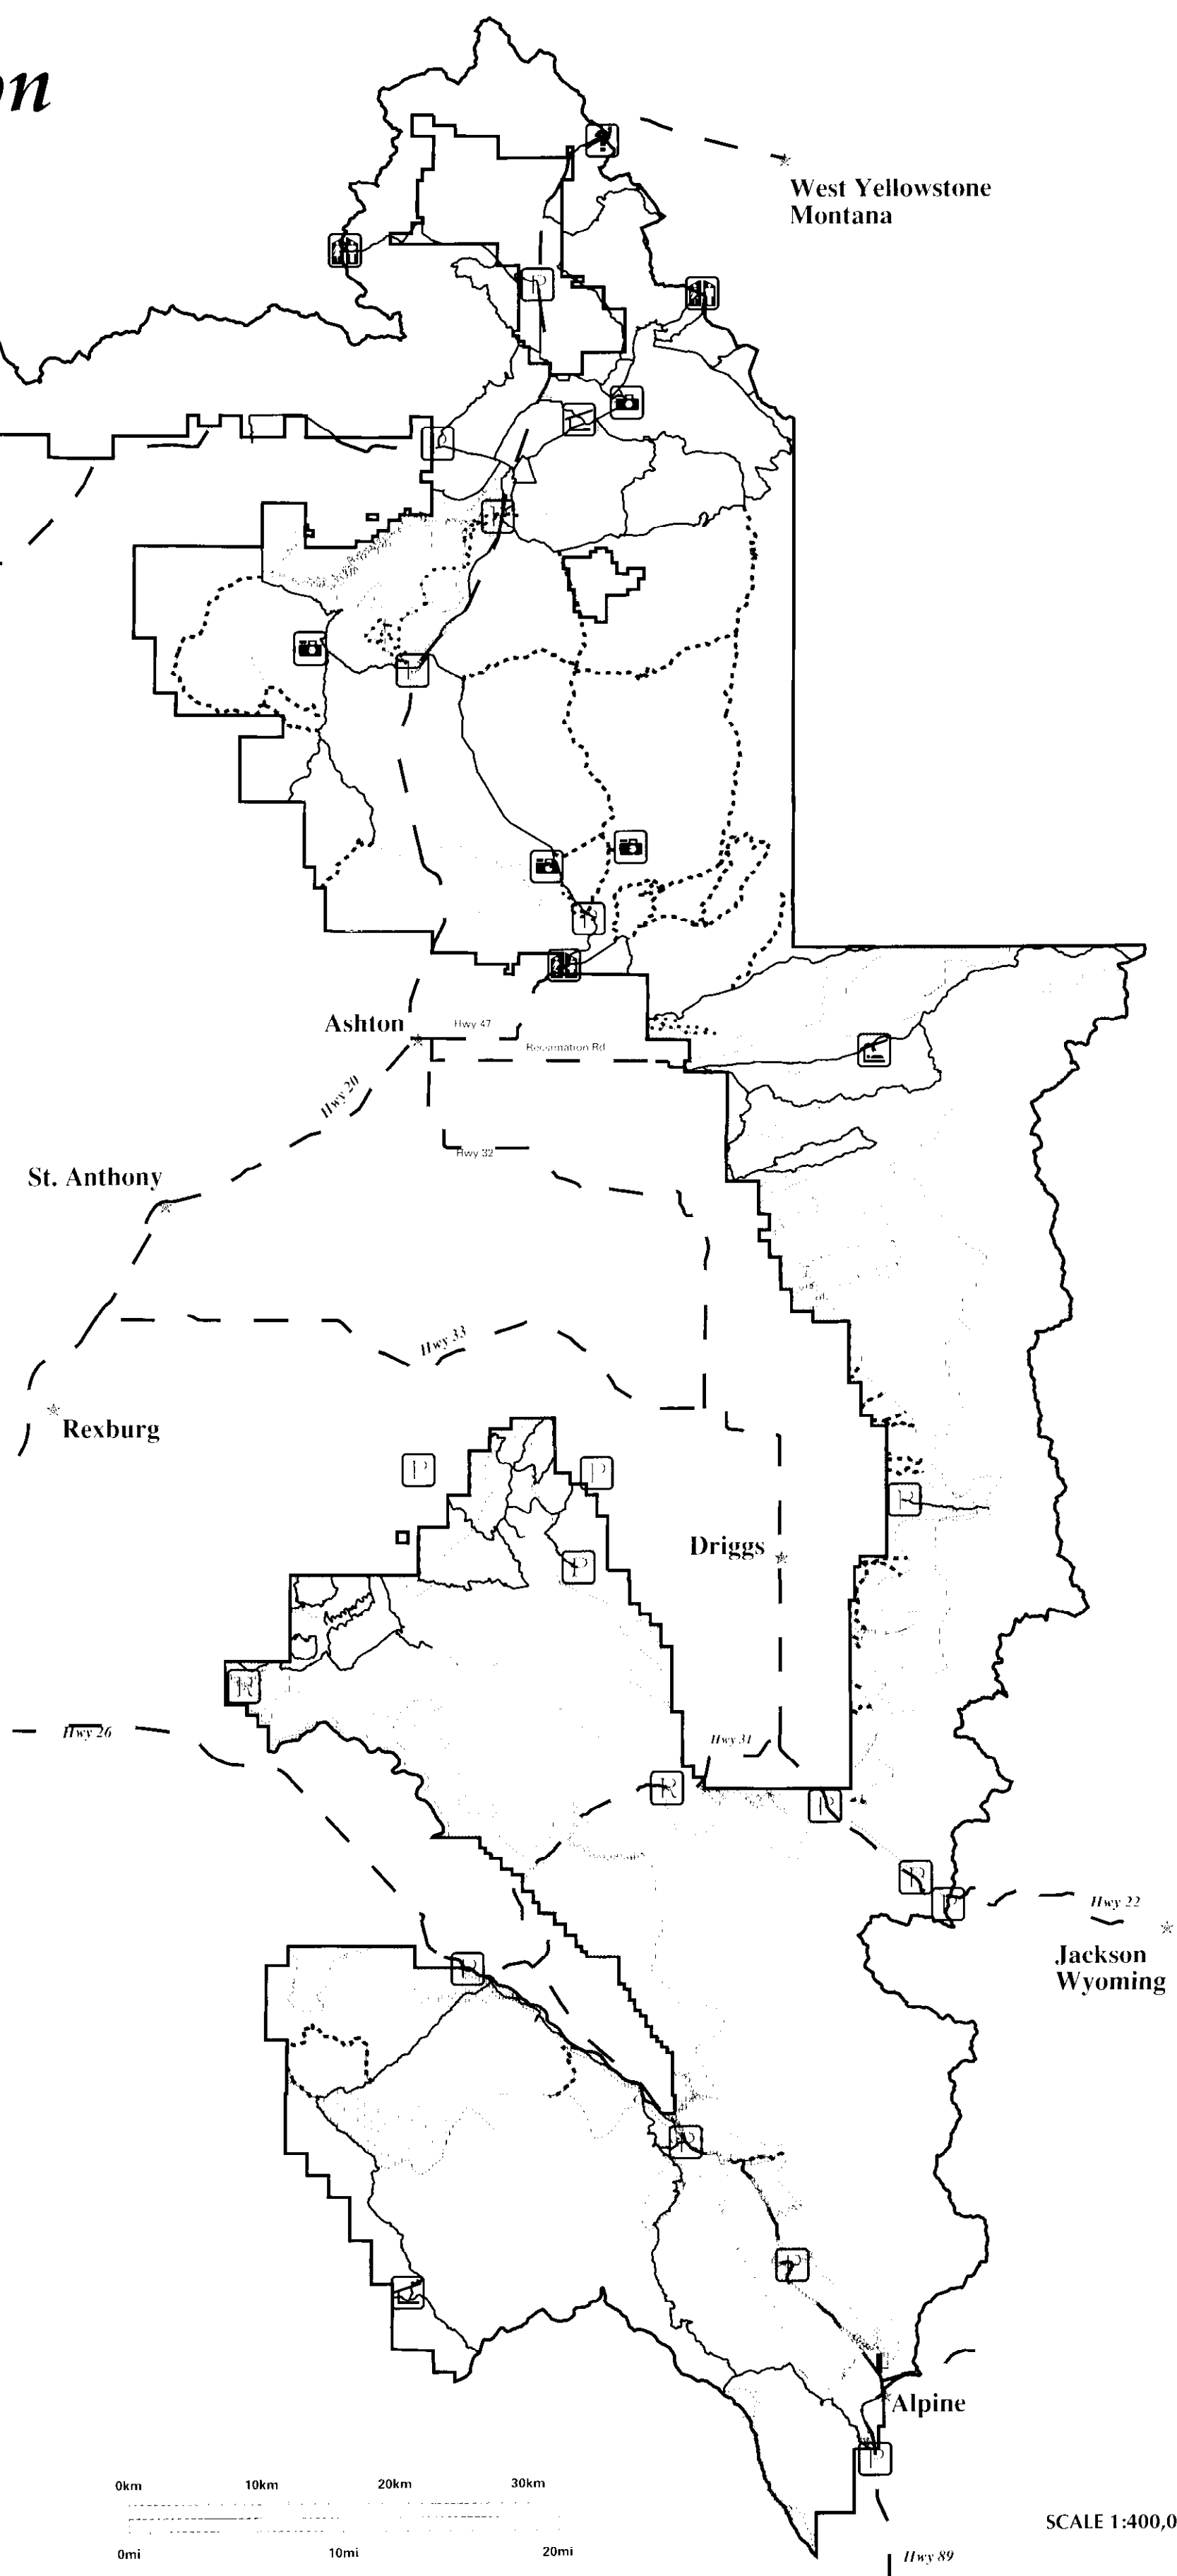 on
West Yellowstone
Montana
P
P
P
P
P
Ashton
Hwy 47
Reclamation Rd
Hwy 20
Hwy 32
St. Anthony
Hwy 33
Rexburg
P
P
R
Driggs
P
R
Hwy 26
Hwy 31
R
P
P
P
Hwy 22
Jackson
Wyoming
R
P
P
Alpine
P
0km 10km 20km 30km
0mi 10mi 20mi
SCALE 1:400,0
Hwy 89